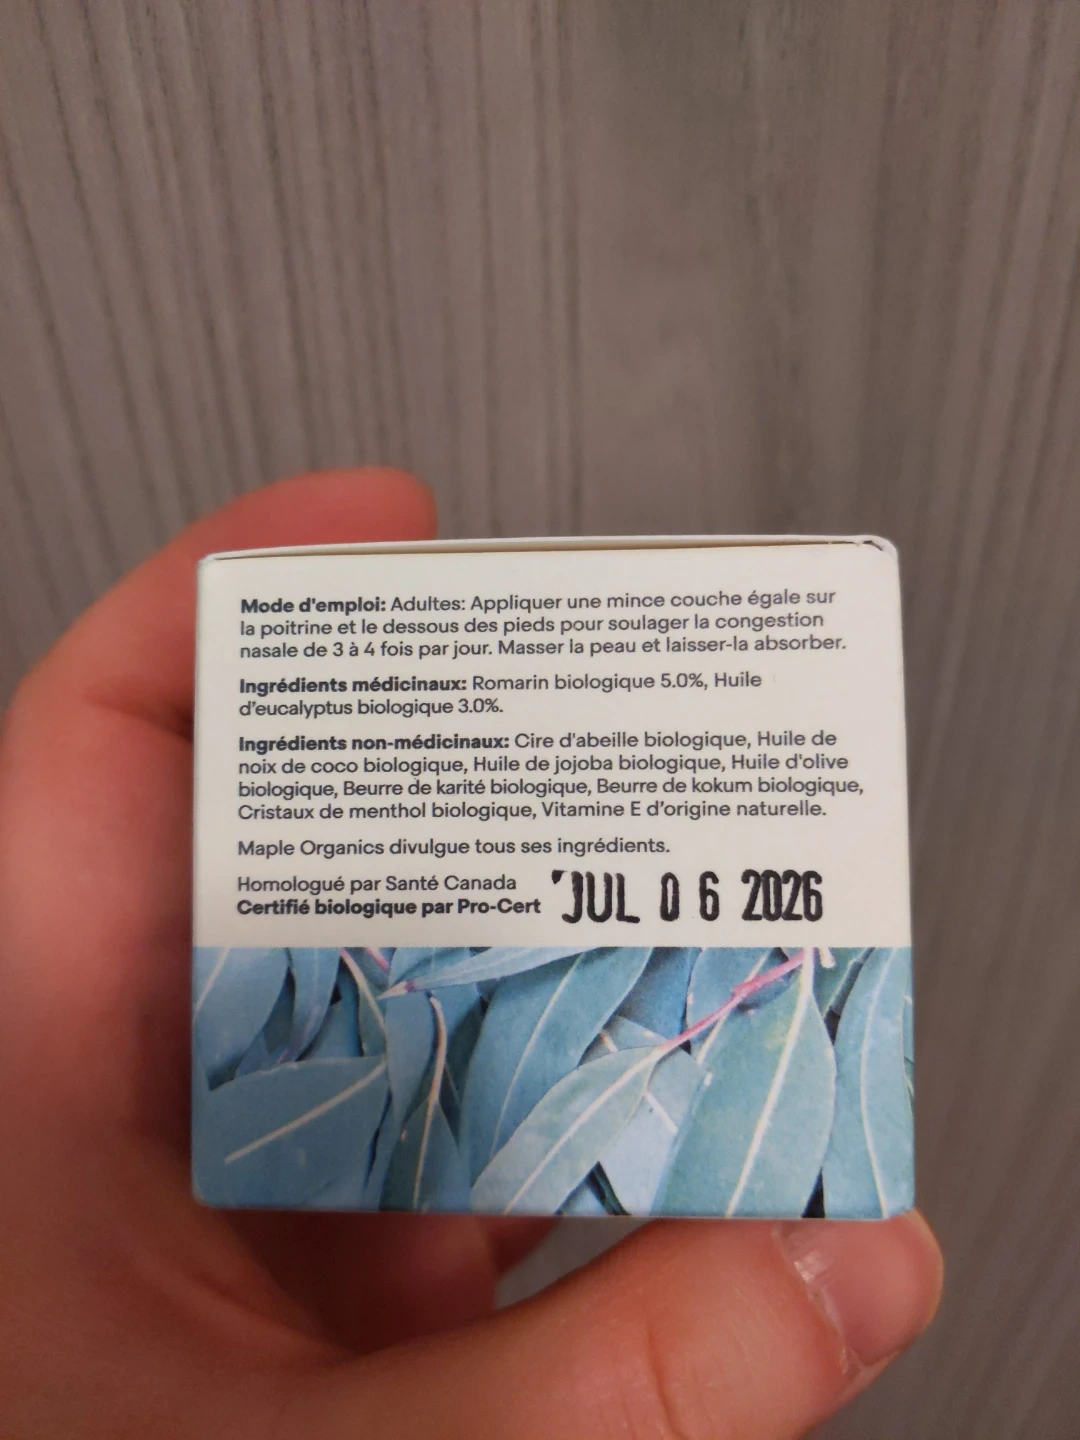 Mode d'emploi: Adultes: Appliquer une mince couche égale sur
la poitrine et le dessous des pieds pour soulager la congestion
nasale de 3 à 4 fois par jour. Masser la peau et laisser-la absorber.
Ingrédients médicinaux: Romarin biologique 5.0%, Huile
d'eucalyptus biologique 3.0%.
Ingrédients non-médicinaux: Cire d'abeille biologique, Huile de
noix de coco biologique, Huile de jojoba biologique, Huile d'olive
biologique, Beurre de karité biologique, Beurre de kokum biologique,
Cristaux de menthol biologique, Vitamine E d'origine naturelle.
Maple Organics divulgue tous ses ingrédients.
Homologué par Santé Canada
Certifié biologique par Pro-Cert
JUL 06 2026